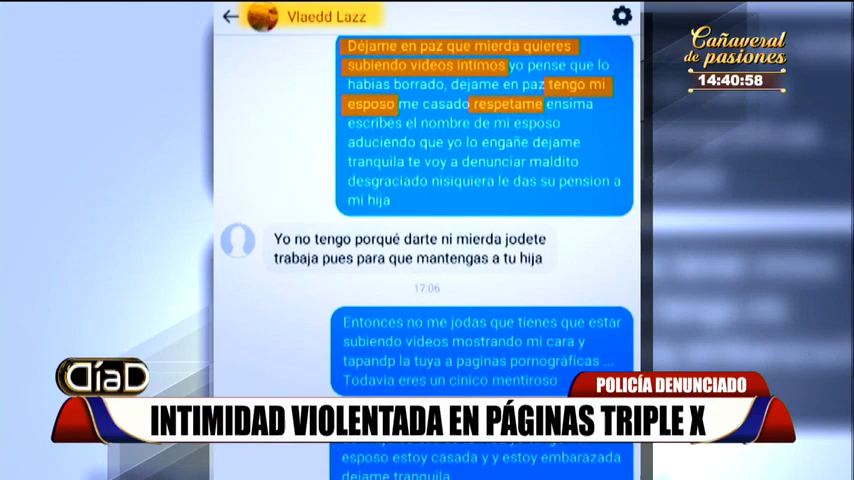 Vlaedd Lazz
Cañaveral
de pasiones
14:40:58
Déjame en paz que mierda quieres
subiendo videos íntimos yo pense que lo
habias borrado, dejame en paz tengo mi
esposo me casado respetame ensima
escribes el nombre de mi esposo
aduciendo que yo lo engañe dejame
tranquila te voy a denunciar maldito
desgraciado nisiquiera le das su pension a
mi hija
Yo no tengo porqué darte ni mierda jodete
trabaja pues para que mantengas a tu hija
17:06
Entonces no me jodas que tienes que estar
subiendo videos mostrando mi cara y
tapandp la tuya a paginas pornográficas ...
Todavia eres un cinico mentiroso
DíaD
POLICÍA DENUNCIADO
INTIMIDAD VIOLENTADA EN PÁGINAS TRIPLE X
esposo estoy casada y y estoy embarazada
dejame tranquila